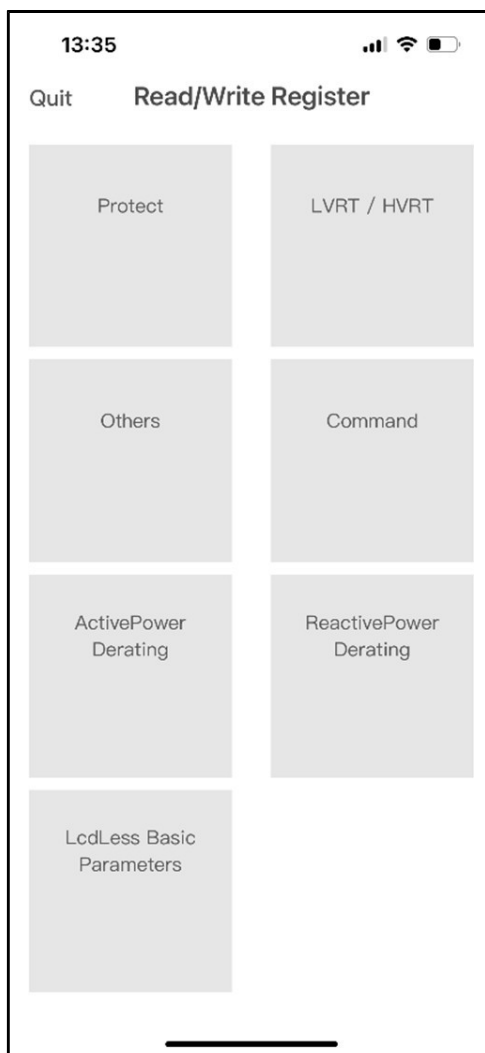 13:35
Quit Read/Write Register
Protect
LVRT / HVRT
Others
Command
ActivePower
Derating
ReactivePower
Derating
LcdLess Basic
Parameters